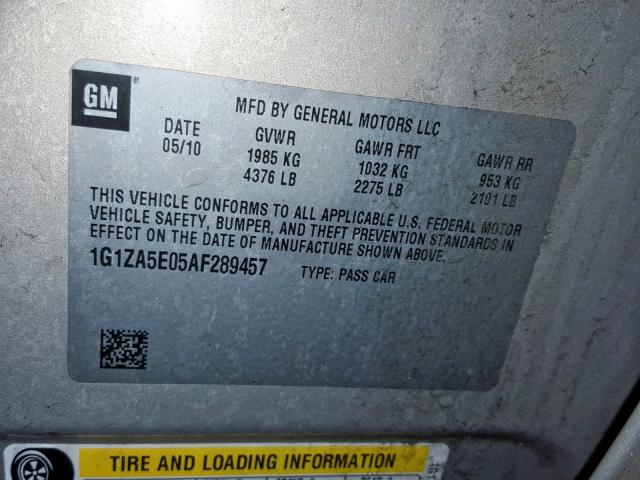 GM
MFD BY GENERAL MOTORS LLC
DATE GVWR GAWR FRT GAWR RR
05/10 1985 KG 1032 KG 953 KG
4376 LB 2275 LB 2101 LB
THIS VEHICLE CONFORMS TO ALL APPLICABLE U.S. FEDERAL MOTOR
VEHICLE SAFETY, BUMPER, AND THEFT PREVENTION STANDARDS IN
EFFECT ON THE DATE OF MANUFACTURE SHOWN ABOVE.
1G1ZA5E05AF289457 TYPE: PASS CAR
TIRE AND LOADING INFORMATION